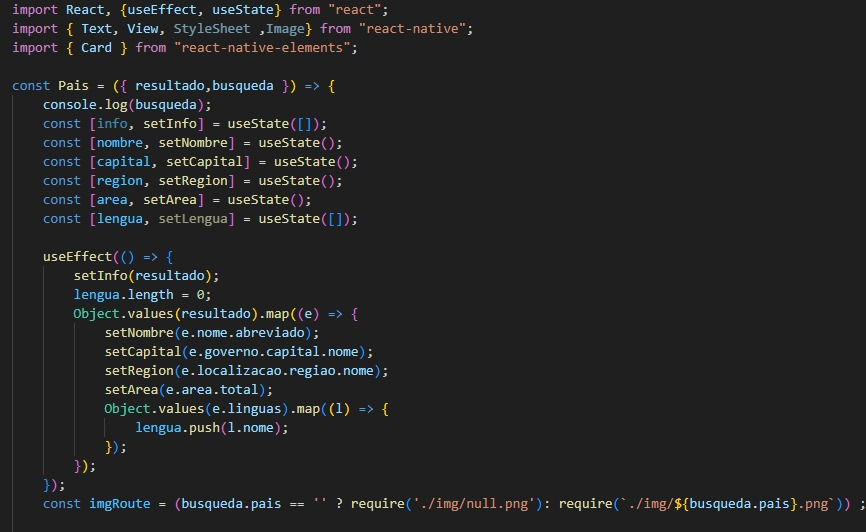 import React, {useEffect, useState} from "react";
import { Text, View, StyleSheet ,Image} from "react-native";
import { Card } from "react-native-elements";

const Pais = ({ resultado,busqueda }) => {
    console.log(busqueda);
    const [info, setInfo] = useState([]);
    const [nombre, setNombre] = useState();
    const [capital, setCapital] = useState();
    const [region, setRegion] = useState();
    const [area, setArea] = useState();
    const [lengua, setLengua] = useState([]);

    useEffect(() => {
        setInfo(resultado);
        lengua.length = 0;
        Object.values(resultado).map((e) => {
            setNombre(e.nome.abreviado);
            setCapital(e.governo.capital.nome);
            setRegion(e.localizacao.regiao.nome);
            setArea(e.area.total);
            Object.values(e.linguas).map((l) => {
                lengua.push(l.nome);
            });
        });
    });
    const imgRoute = (busqueda.pais == '' ? require('./img/null.png'): require(`./img/${busqueda.pais}.png`)) ;